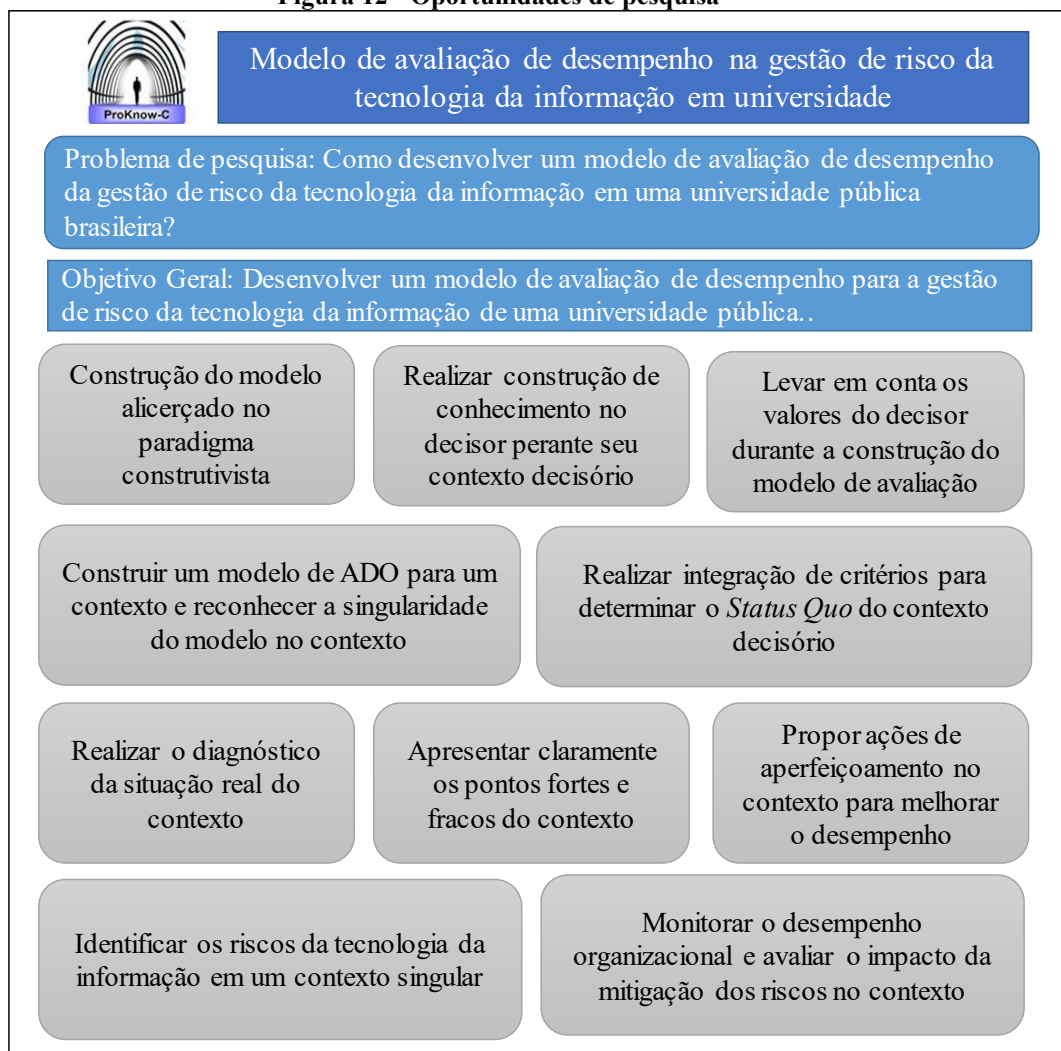 Figura 12 - Oportunidades de pesquisa
ProKnow-C
Modelo de avaliação de desempenho na gestão de risco da
tecnologia da informação em universidade
Problema de pesquisa: Como desenvolver um modelo de avaliação de desempenho
da gestão de risco da tecnologia da informação em uma universidade pública
brasileira?
Objetivo Geral: Desenvolver um modelo de avaliação de desempenho para a gestão
de risco da tecnologia da informação de uma universidade pública..
Construção do modelo
alicerçado no
paradigma
construtivista
Realizar construção de
conhecimento no
decisor perante seu
contexto decisório
Levar em conta os
valores do decisor
durante a construção do
modelo de avaliação
Construir um modelo de ADO para um
contexto e reconhecer a singularidade
do modelo no contexto
Realizar integração de critérios para
determinar o Status Quo do contexto
decisório
Realizar o diagnóstico
da situação real do
contexto
Apresentar claramente
os pontos fortes e
fracos do contexto
Propor ações de
aperfeiçoamento no
contexto para melhorar
o desempenho
Identificar os riscos da tecnologia da
informação em um contexto singular
Monitorar o desempenho
organizacional e avaliar o impacto da
mitigação dos riscos no contexto